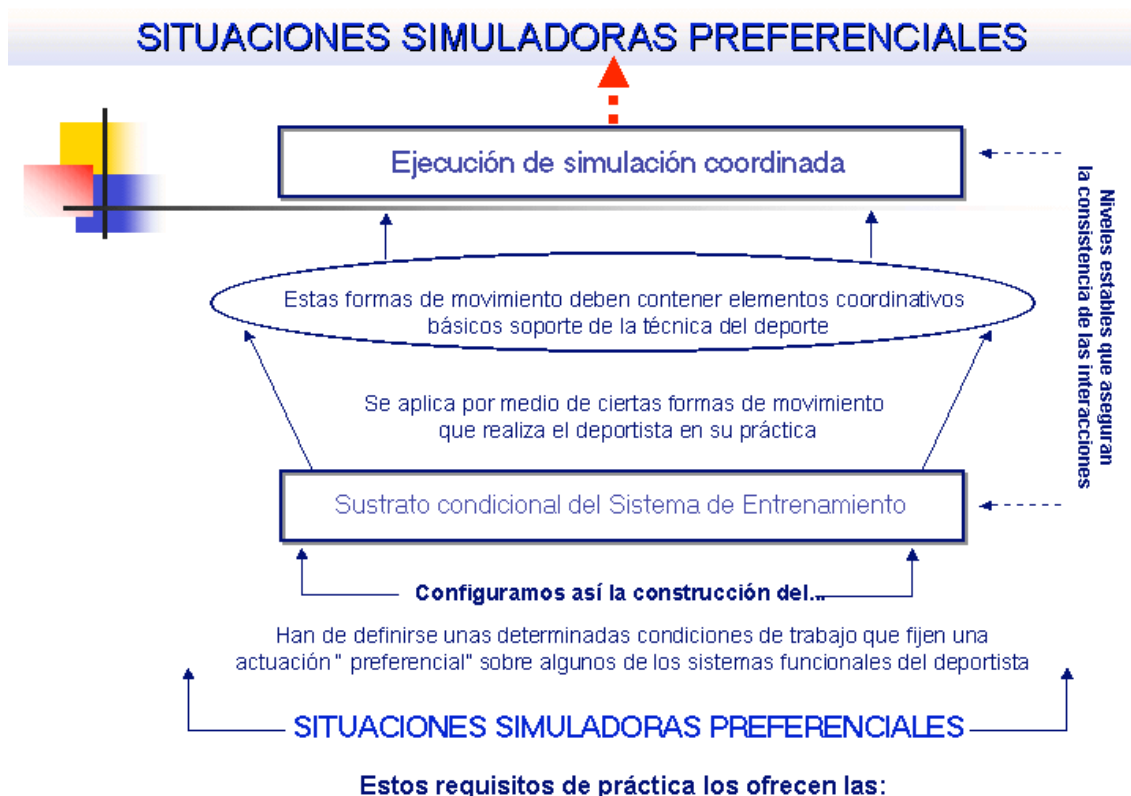 SITUACIONES SIMULADORAS PREFERENCIALES
Ejecución de simulación coordinada
Estas formas de movimiento deben contener elementos coordinativos
básicos soporte de la técnica del deporte
Se aplica por medio de ciertas formas de movimiento
que realiza el deportista en su práctica
Sustrato condicional del Sistema de Entrenamiento
Niveles estables que aseguran
la consistencia de las interacciones
Configuramos así la construcción del...
Han de definirse unas determinadas condiciones de trabajo que fijen una
actuación " preferencial" sobre algunos de los sistemas funcionales del deportista
SITUACIONES SIMULADORAS PREFERENCIALES
Estos requisitos de práctica los ofrecen las: